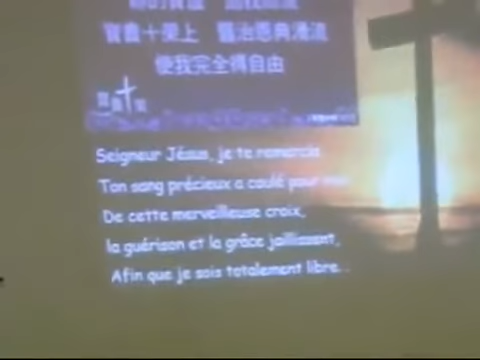 寶血十架上 醫治恩典湧流
使我完全得自由
Seigneur Jésus, je te remercie
Ton sang précieux a coulé pour moi
De cette merveilleuse croix,
la guérison et la grâce jaillissent,
Afin que je sois totalement libre..